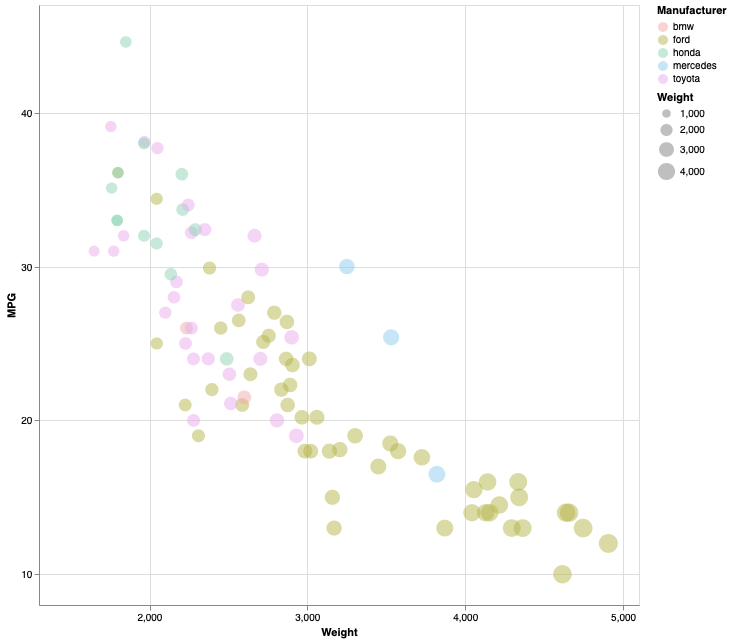 Manufacturer
bmw
ford
honda
mercedes
toyota
Weight
1,000
2,000
3,000
4,000
MPG
40
30
20
10
2,000
3,000
4,000
5,000
Weight